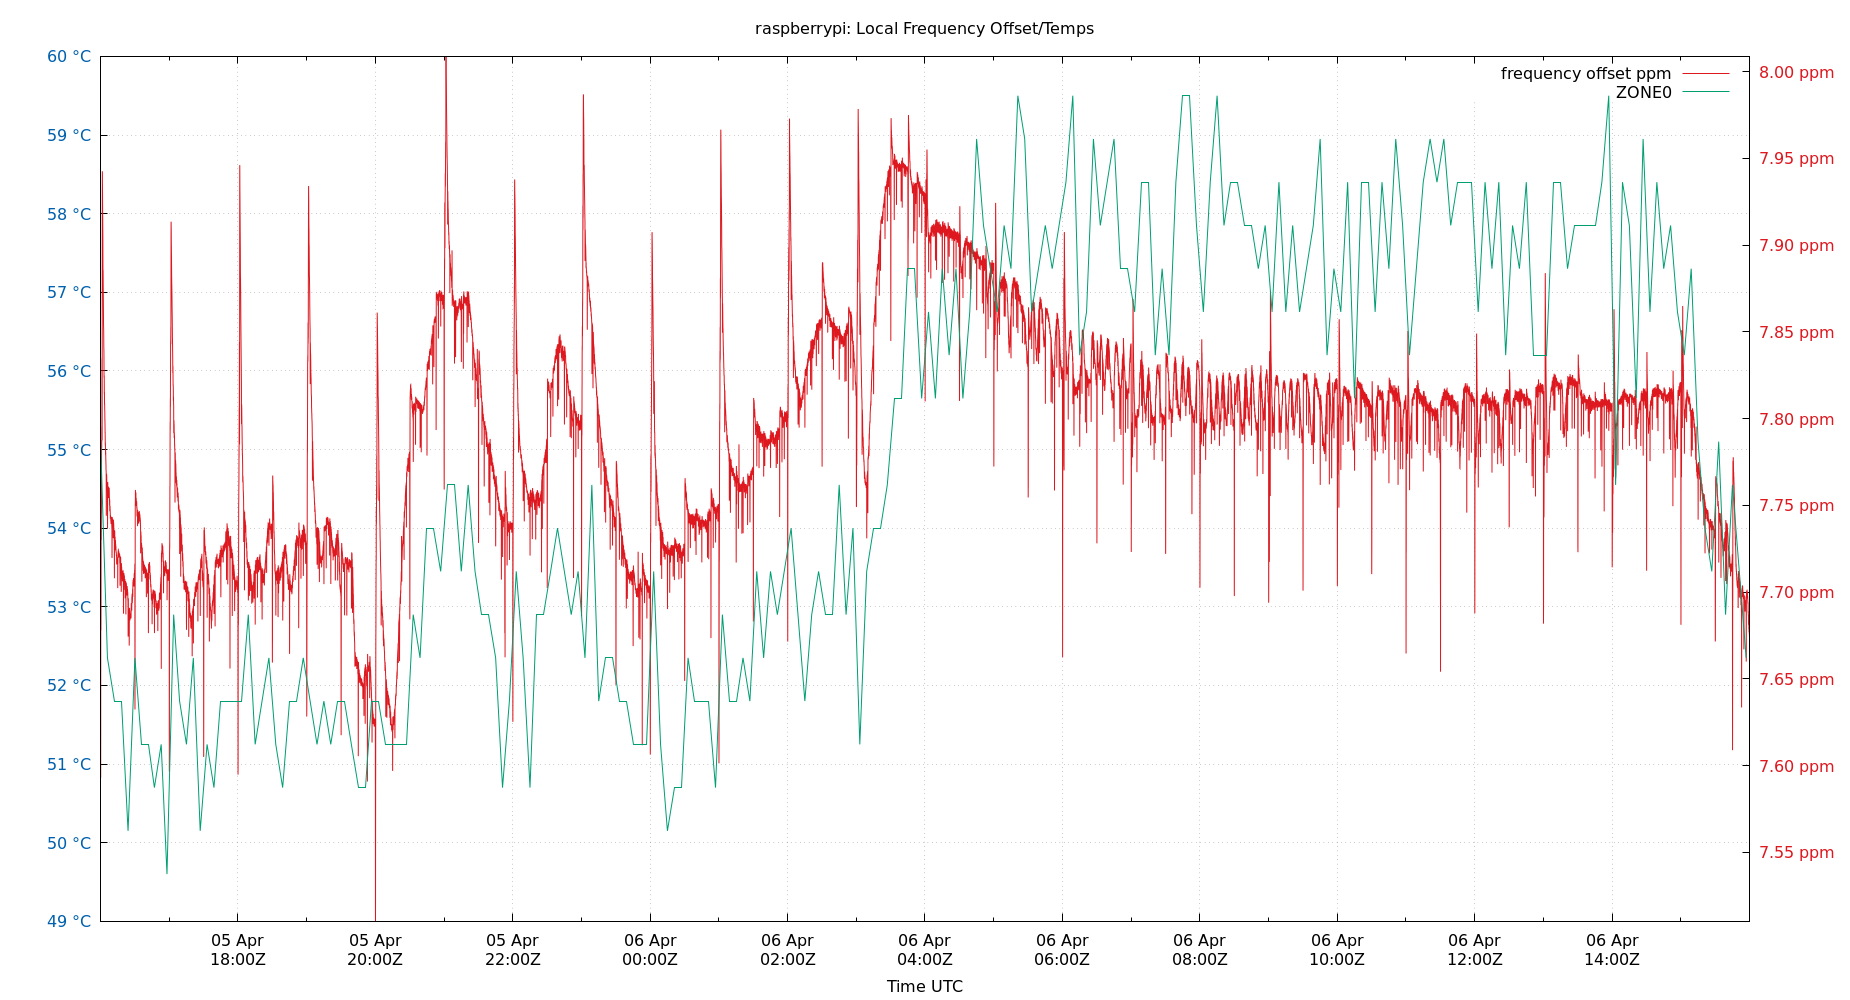 raspberrypi: Local Frequency Offset/Temps
60 °C
59 °C
58 °C
57 °C
56 °C
55 °C
54 °C
53 °C
52 °C
51 °C
50 °C
49 °C
frequency offset ppm
ZONE0
8.00 ppm
7.95 ppm
7.90 ppm
7.85 ppm
7.80 ppm
7.75 ppm
7.70 ppm
7.65 ppm
7.60 ppm
7.55 ppm
05 Apr
18:00Z
05 Apr
20:00Z
05 Apr
22:00Z
06 Apr
00:00Z
06 Apr
02:00Z
06 Apr
04:00Z
06 Apr
06:00Z
06 Apr
08:00Z
06 Apr
10:00Z
06 Apr
12:00Z
06 Apr
14:00Z
Time UTC